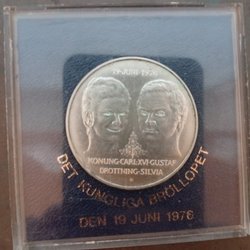 19 JUNI 1976
KONUNG·CARL·XVI·GUSTAF
DROTTNING·SILVIA
DET KUNGLIGA BRÖLLOPET
DEN 19 JUNI 1976